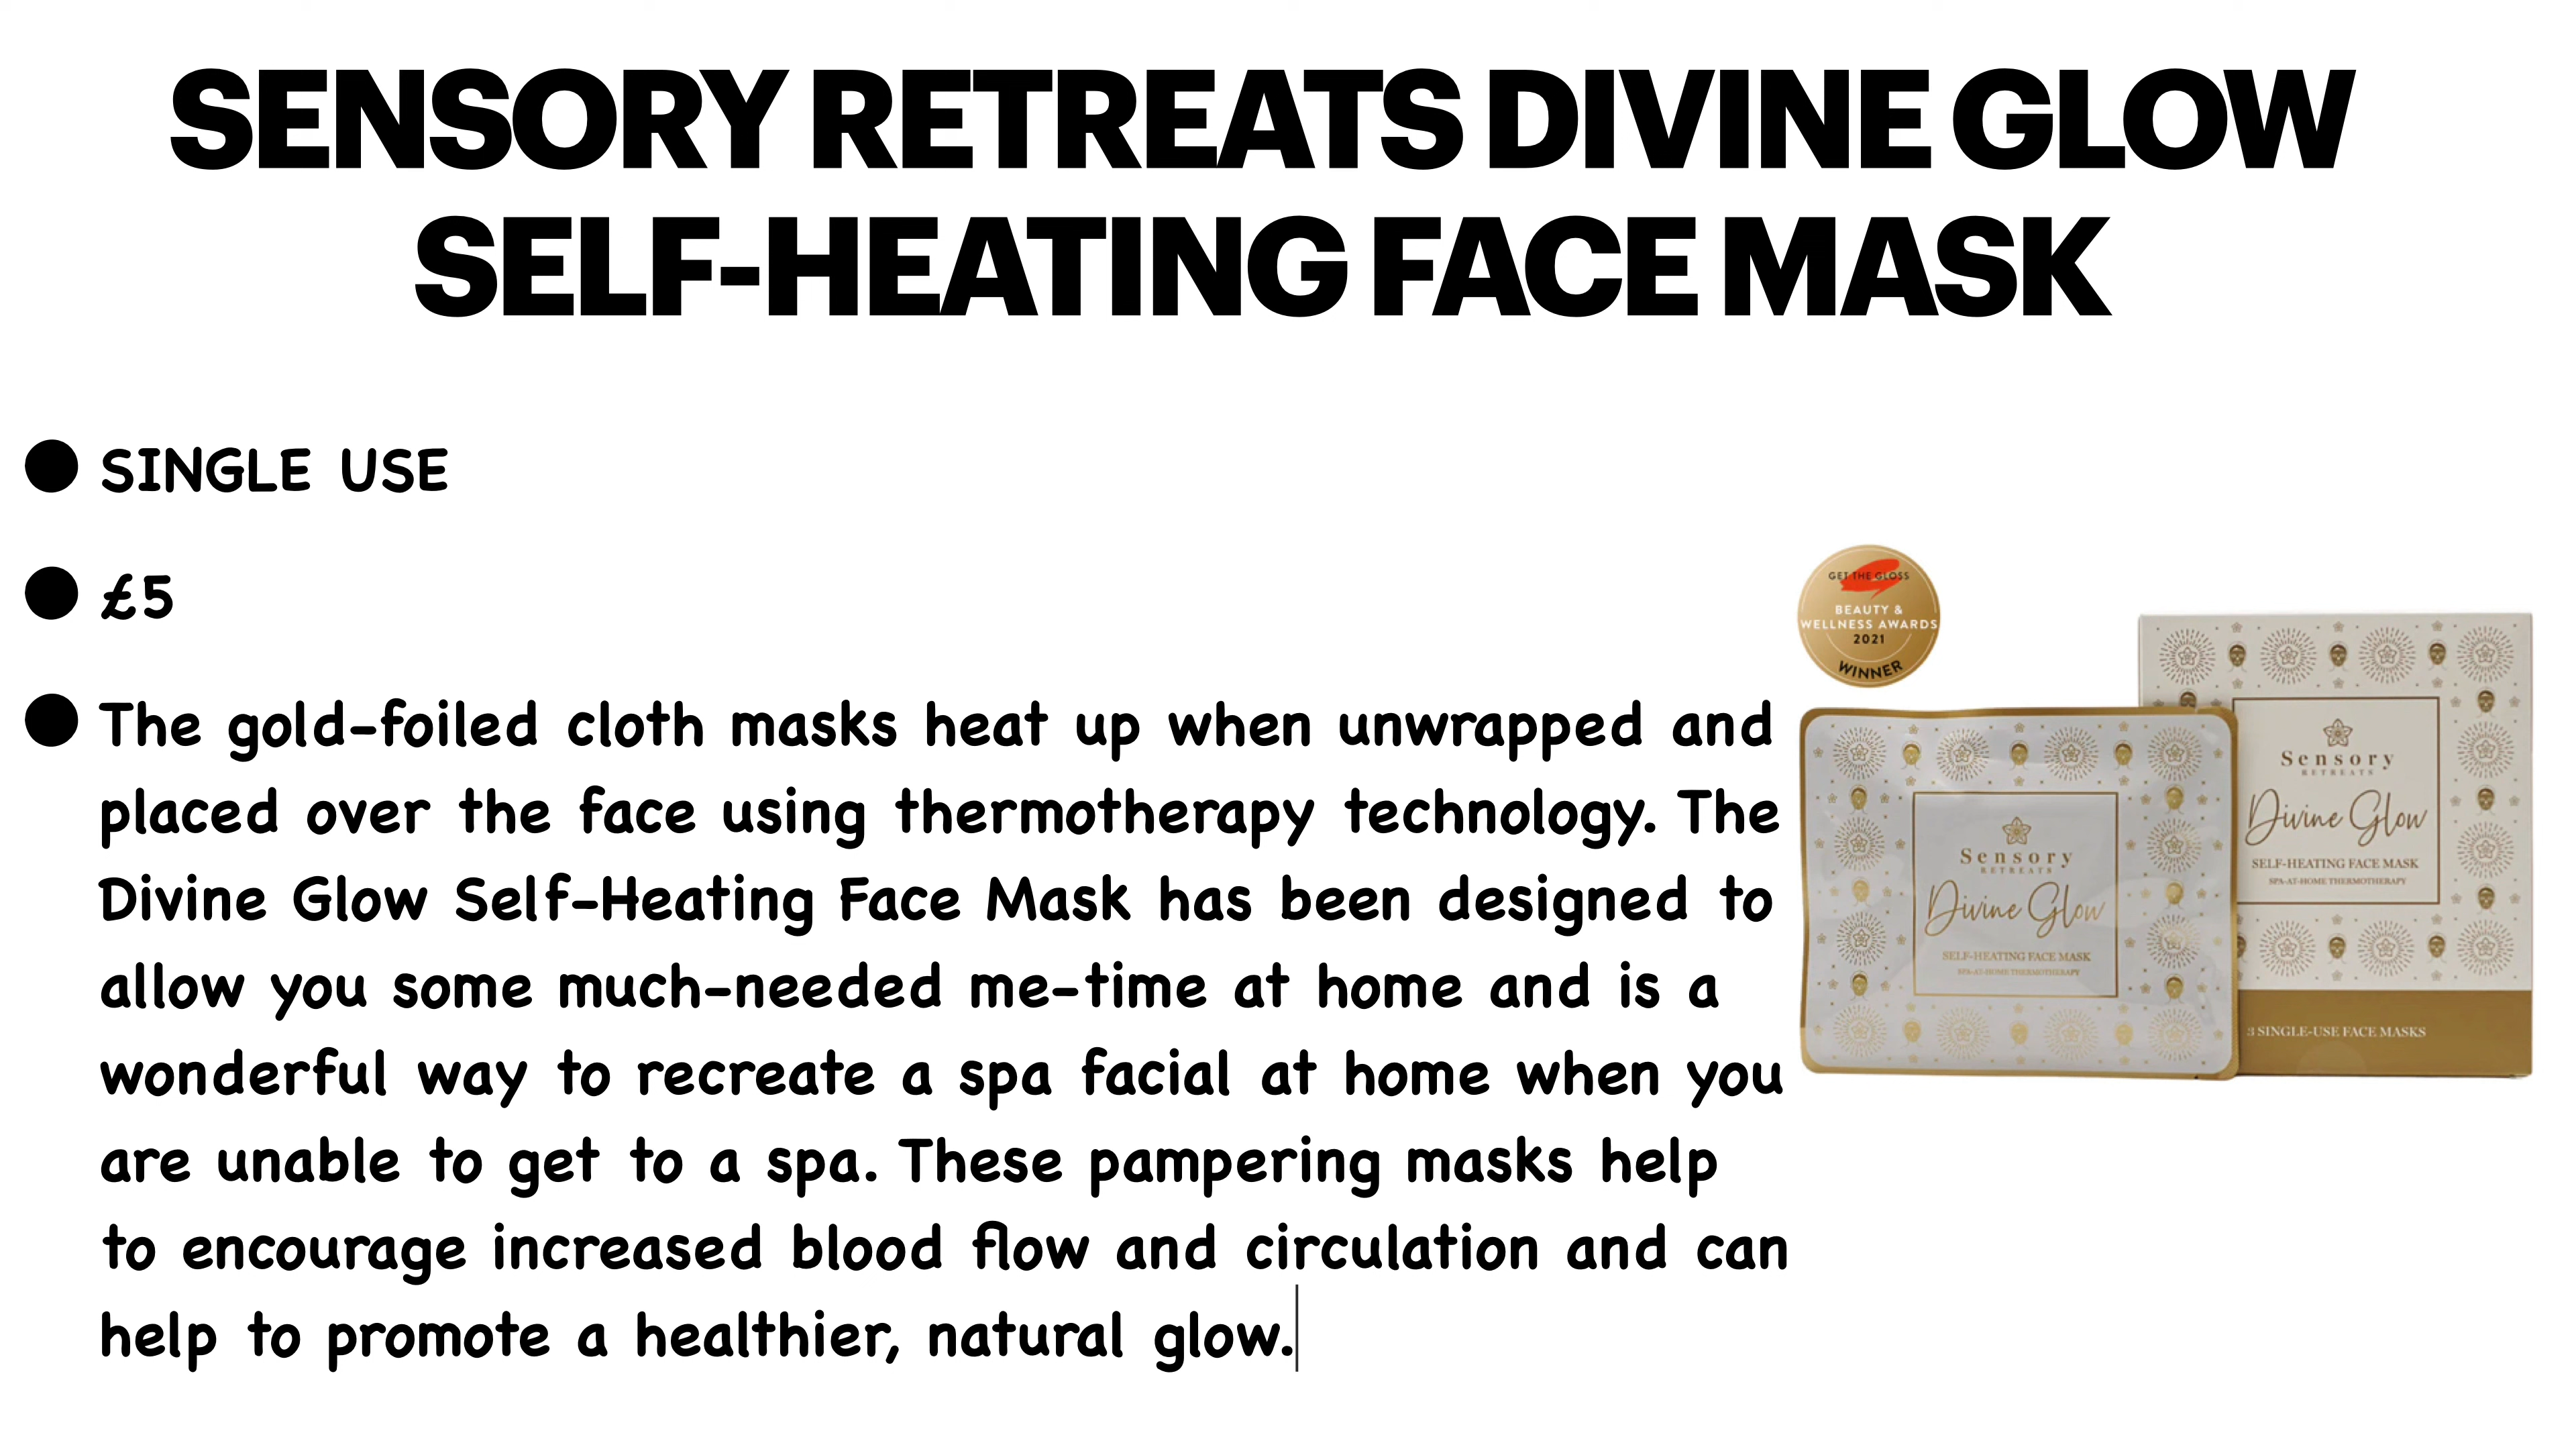 SENSORY RETREATS DIVINE GLOW
SELF-HEATING FACE MASK
● SINGLE USE
● £5
● The gold-foiled cloth masks heat up when unwrapped and
placed over the face using thermotherapy technology. The
Divine Glow Self-Heating Face Mask has been designed to
allow you some much-needed me-time at home and is a
wonderful way to recreate a spa facial at home when you
are unable to get to a spa. These pampering masks help
to encourage increased blood flow and circulation and can
help to promote a healthier, natural glow.
GET THE GLOSS
BEAUTY &
WELLNESS AWARDS
2021
WINNER
Sensory
RETREATS
Divine Glow
SELF-HEATING FACE MASK
SPA-AT-HOME THERMOTHERAPY
Sensory
RETREATS
Divine Glow
SELF-HEATING FACE MASK
SPA-AT-HOME THERMOTHERAPY
3 SINGLE-USE FACE MASKS